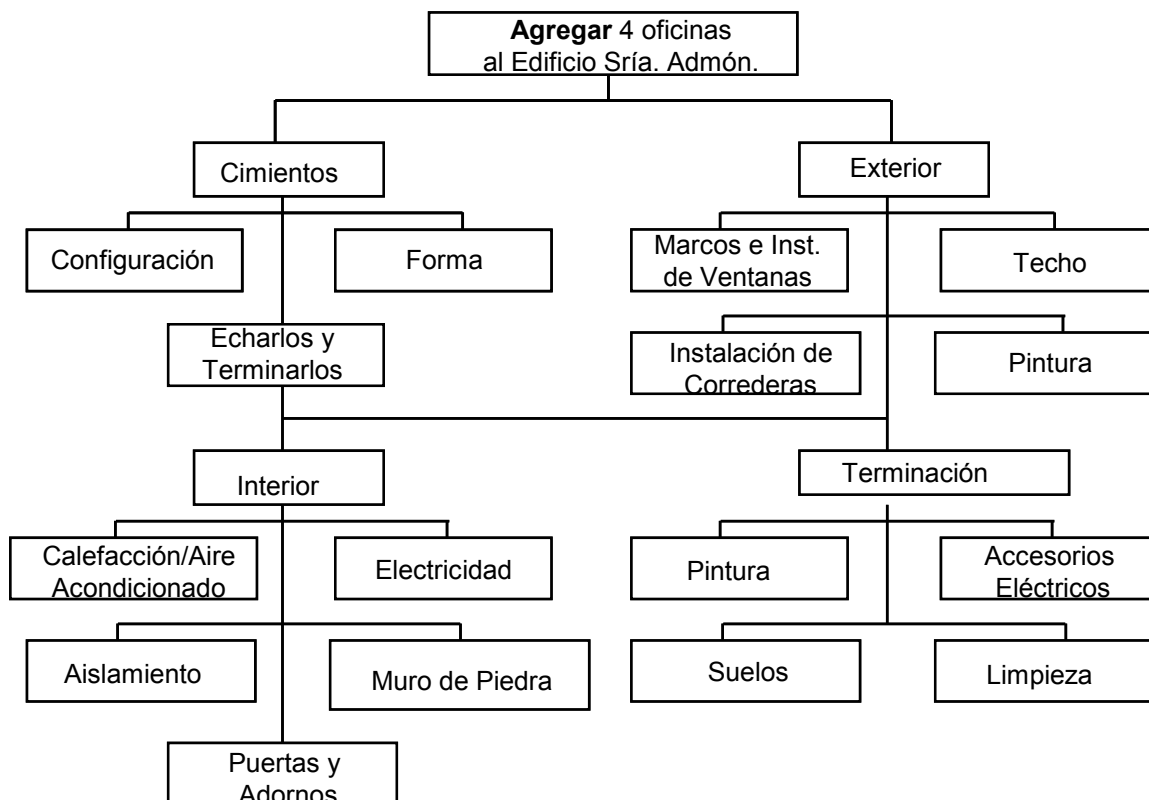 Agregar 4 oficinas
al Edificio Sría. Admón.
Cimientos
Exterior
Configuración
Forma
Marcos e Inst.
de Ventanas
Techo
Echarlos y
Terminarlos
Instalación de
Correderas
Pintura
Interior
Terminación
Calefacción/Aire
Acondicionado
Electricidad
Pintura
Accesorios
Eléctricos
Aislamiento
Muro de Piedra
Suelos
Limpieza
Puertas y
Adornos